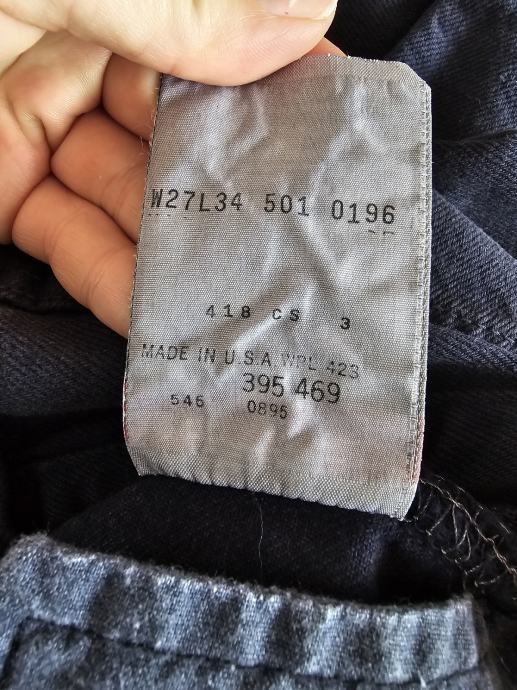 W27L34 501 0196
418 CS 3
MADE IN U.S.A. WPL 423
395 469
546 0895